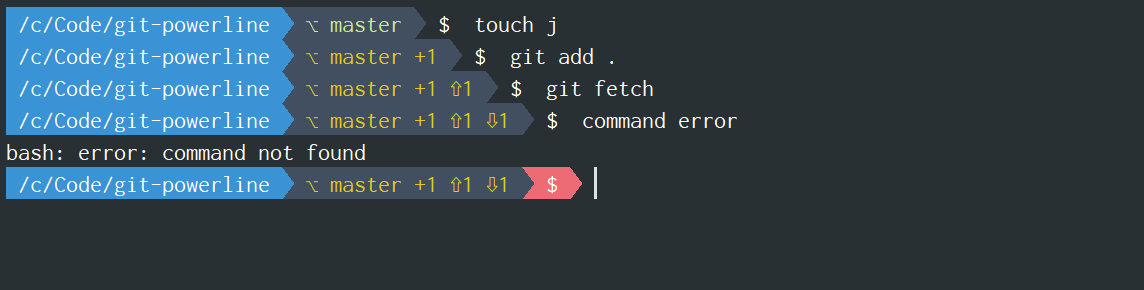 /c/Code/git-powerline ⌥ master $ touch j
/c/Code/git-powerline ⌥ master +1 $ git add .
/c/Code/git-powerline ⌥ master +1 ⇧1 $ git fetch
/c/Code/git-powerline ⌥ master +1 ⇧1 ⇩1 $ command error
bash: error: command not found
/c/Code/git-powerline ⌥ master +1 ⇧1 ⇩1 $